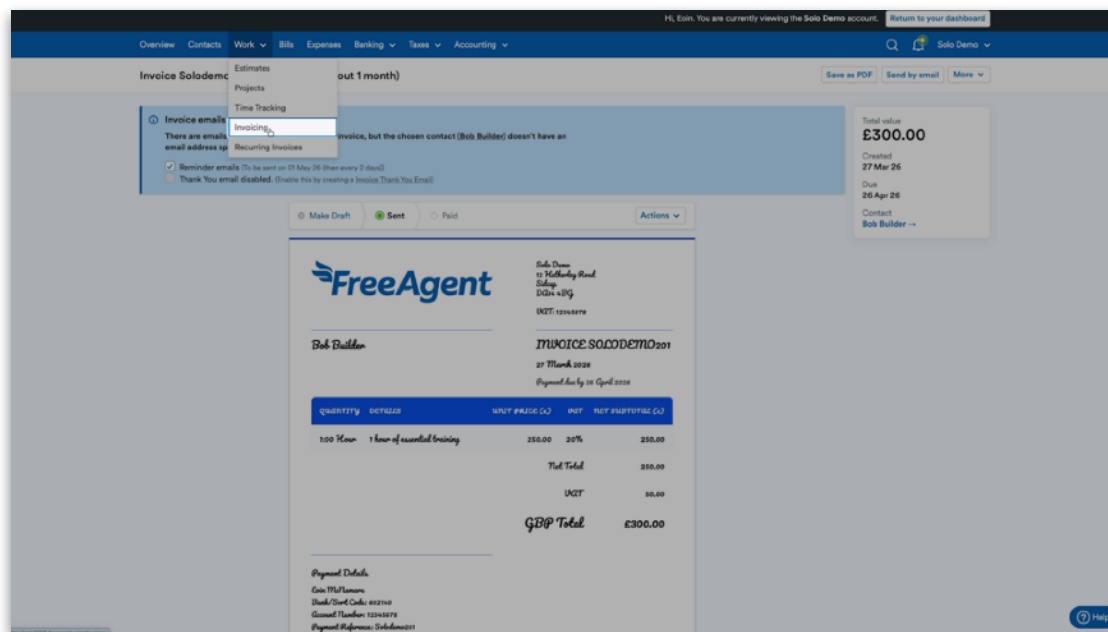 Hi, Eoin. You are currently viewing the Solo Demo account. Return to your dashboard
Overview Contacts Work Bills Expenses Banking Taxes Accounting Solo Demo
Invoice Solodemo out 1 month)
Save as PDF Send by email More
Estimates
Projects
Time Tracking
Invoicing
Recurring Invoices
Invoice emails
There are emails invoice, but the chosen contact (Bob Builder) doesn't have an
email address sp
Reminder emails (To be sent on 01 May 26 (then every 2 days))
Thank You email disabled. (Enable this by creating a Invoice Thank You Email)
Total value
£300.00
Created
27 Mar 26
Due
26 Apr 26
Contact
Bob Builder →
Make Draft Sent Paid Actions
FreeAgent
Solo Demo
12 Hatherley Road
Sidcup
DA14 4BG
VAT: 12345678
Bob Builder
INVOICE SOLODEMO201
27 March 2026
Payment due by 26 April 2026
QUANTITY DETAILS UNIT PRICE (£) VAT NET SUBTOTAL (£)
1:00 Hour 1 hour of essential training 250.00 20% 250.00
Net Total 250.00
VAT 50.00
GBP Total £300.00
Payment Details
Eoin McNamara
Bank/Sort Code: 602140
Account Number: 12345678
Payment Reference: Solodemo201
Help